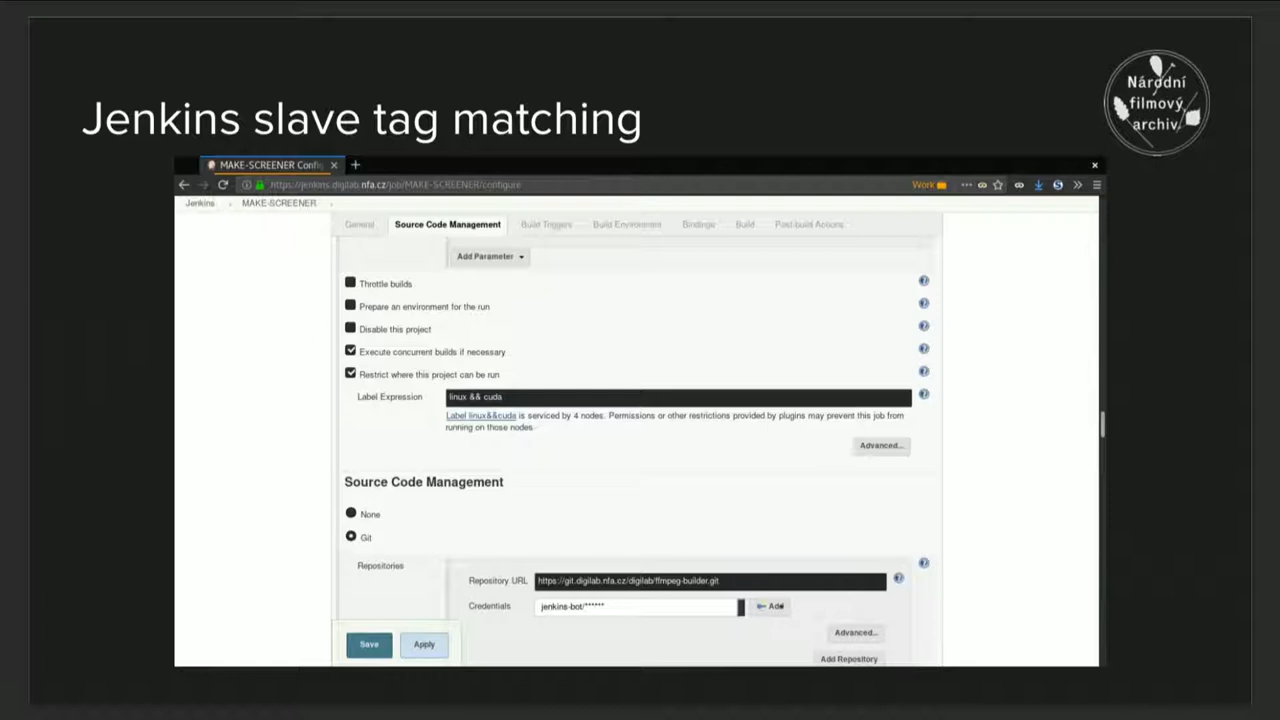 Jenkins slave tag matching
Národní
filmový
archiv
MAKE-SCREENER Config
https://jenkins.digilab.nfa.cz/job/MAKE-SCREENER/configure
Work
Jenkins
MAKE-SCREENER
General
Source Code Management
Build Triggers
Build Environment
Bindings
Build
Post-build Actions
Add Parameter
Throttle builds
Prepare an environment for the run
Disable this project
Execute concurrent builds if necessary
Restrict where this project can be run
Label Expression
linux && cuda
Label linux&&cuda is serviced by 4 nodes. Permissions or other restrictions provided by plugins may prevent this job from
running on those nodes.
Advanced...
Source Code Management
None
Git
Repositories
Repository URL
https://git.digilab.nfa.cz/digilab/ffmpeg-builder.git
Credentials
jenkins-bot/******
Add
Advanced...
Save
Apply
Add Repository